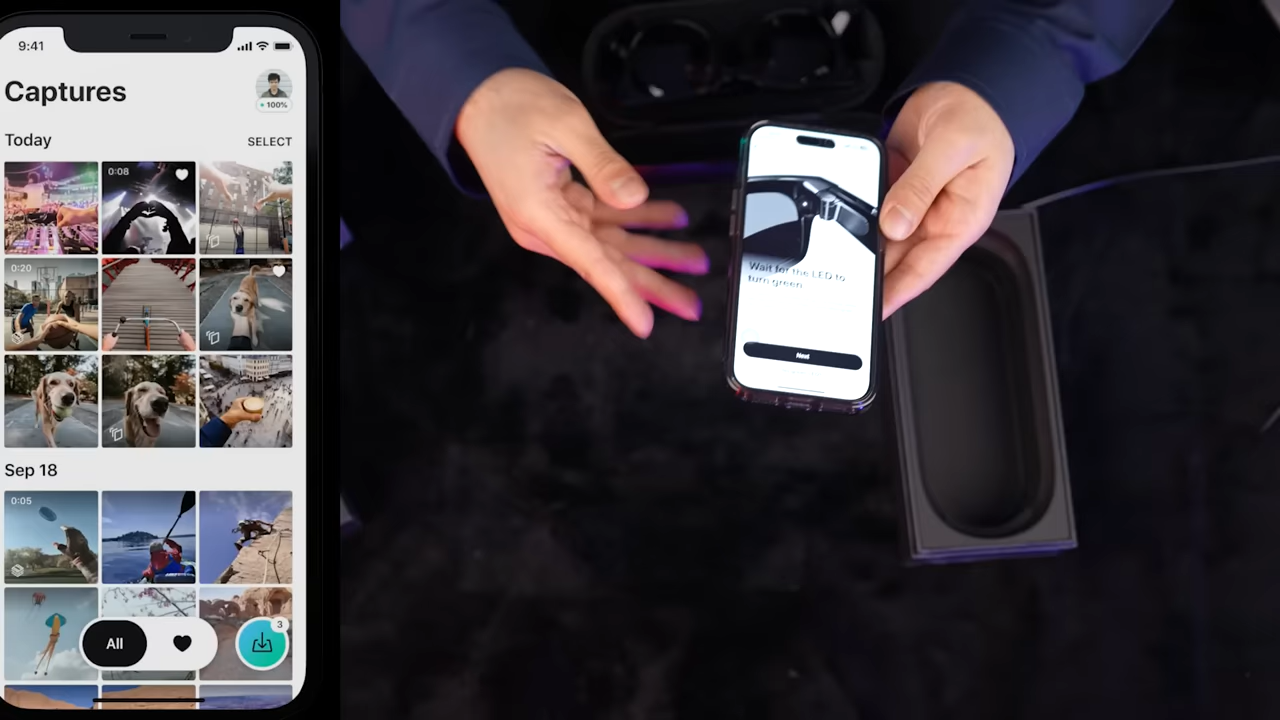 9:41
Captures
100%
Today
SELECT
0:08
0:20
Sep 18
0:05
3
All
Wait for the LED to
turn green
Next